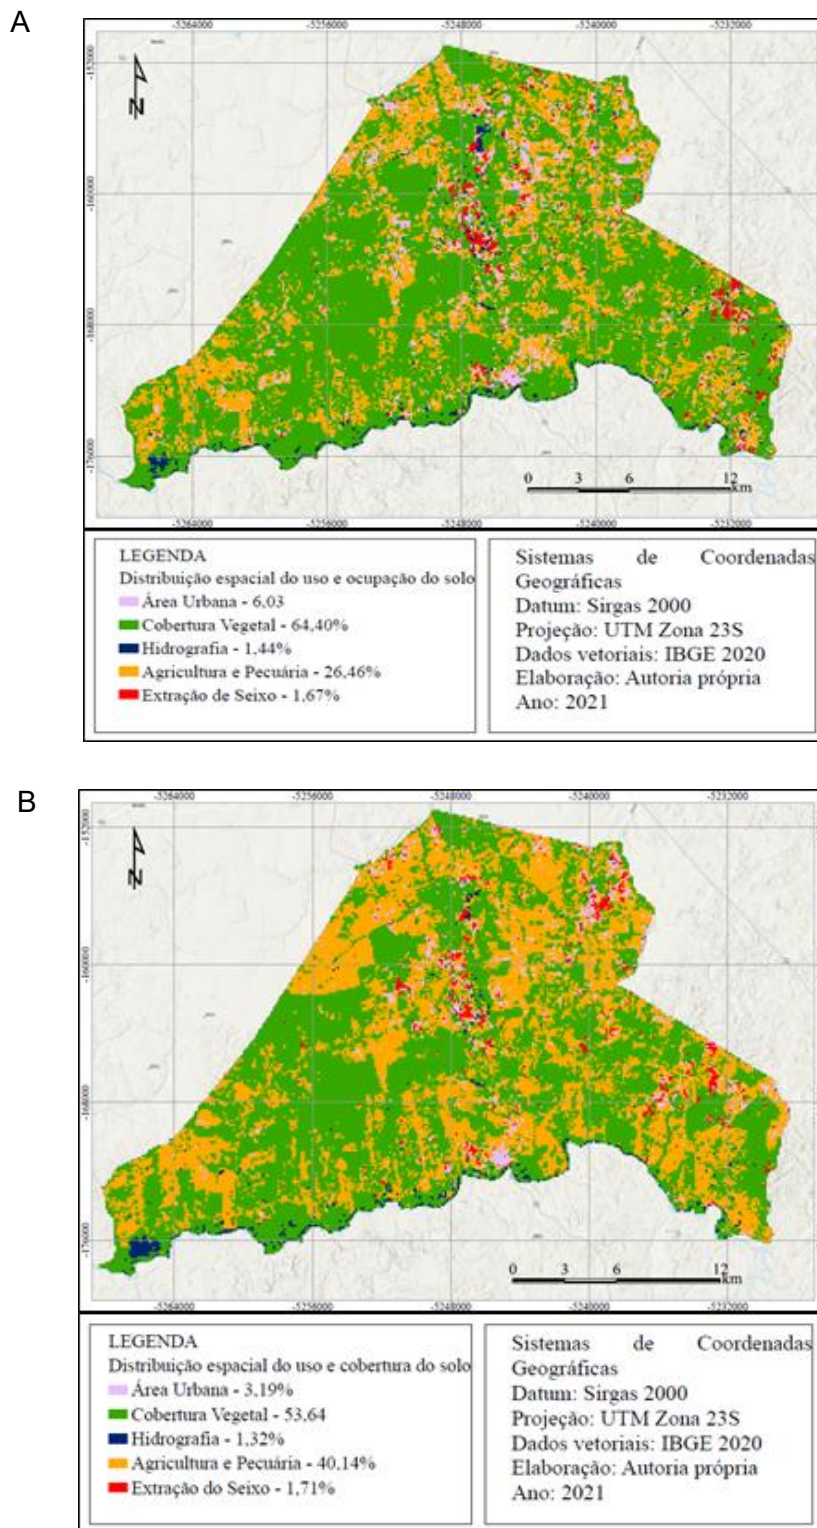 A
-5264000 -5256000 -5248000 -5240000 -5232000
-152000
-160000
-168000
-176000
N
0 3 6 12
km
-5264000 -5256000 -5248000 -5240000 -5232000
LEGENDA
Distribuição espacial do uso e ocupação do solo
Área Urbana - 6,03
Cobertura Vegetal - 64,40%
Hidrografia - 1,44%
Agricultura e Pecuária - 26,46%
Extração de Seixo - 1,67%
Sistemas de Coordenadas
Geográficas
Datum: Sirgas 2000
Projeção: UTM Zona 23S
Dados vetoriais: IBGE 2020
Elaboração: Autoria própria
Ano: 2021
B
-5264000 -5256000 -5248000 -5240000 -5232000
-152000
-160000
-168000
-176000
N
0 3 6 12
km
-5264000 -5256000 -5248000 -5240000 -5232000
LEGENDA
Distribuição espacial do uso e cobertura do solo
Área Urbana - 3,19%
Cobertura Vegetal - 53,64
Hidrografia - 1,32%
Agricultura e Pecuária - 40,14%
Extração do Seixo - 1,71%
Sistemas de Coordenadas
Geográficas
Datum: Sirgas 2000
Projeção: UTM Zona 23S
Dados vetoriais: IBGE 2020
Elaboração: Autoria própria
Ano: 2021